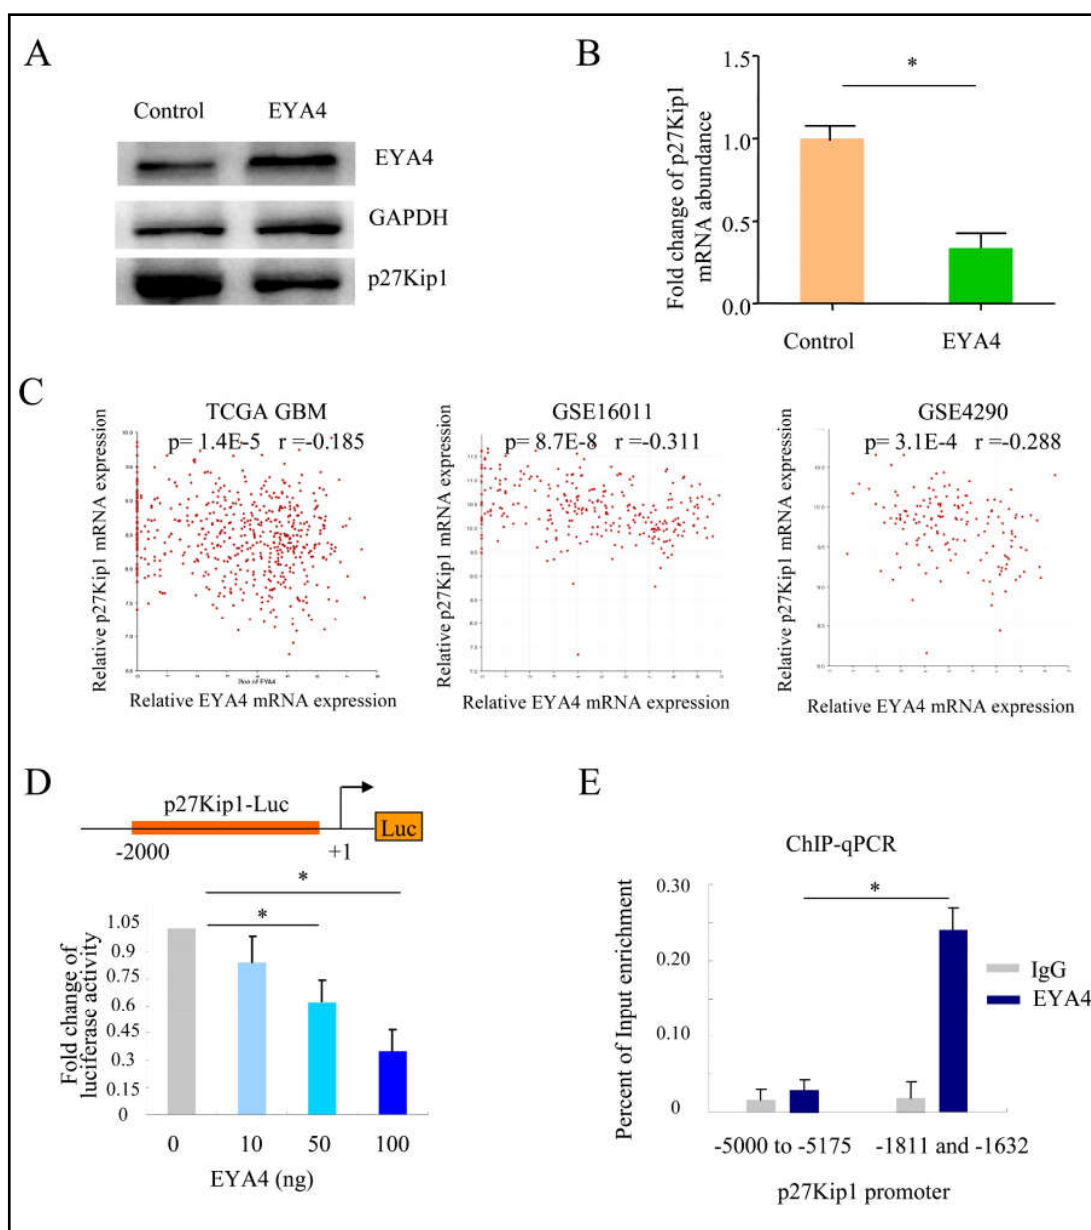 A
Control EYA4
EYA4
GAPDH
p27Kip1
B
Fold change of p27Kip1
mRNA abundance
1.5
1.0
0.5
0.0
*
Control EYA4
C
TCGA GBM
p= 1.4E-5 r =-0.185
Relative p27Kip1 mRNA expression
Relative EYA4 mRNA expression
GSE16011
p= 8.7E-8 r =-0.311
Relative p27Kip1 mRNA expression
Relative EYA4 mRNA expression
GSE4290
p= 3.1E-4 r =-0.288
Relative p27Kip1 mRNA expression
Relative EYA4 mRNA expression
D
p27Kip1-Luc
Luc
-2000 +1
*
*
Fold change of
luciferase activity
1.05
0.9
0.75
0.6
0.45
0.3
0.15
0
0 10 50 100
EYA4 (ng)
E
ChIP-qPCR
Percent of Input enrichment
0.30
0.20
0.10
0
*
IgG
EYA4
-5000 to -5175 -1811 and -1632
p27Kip1 promoter